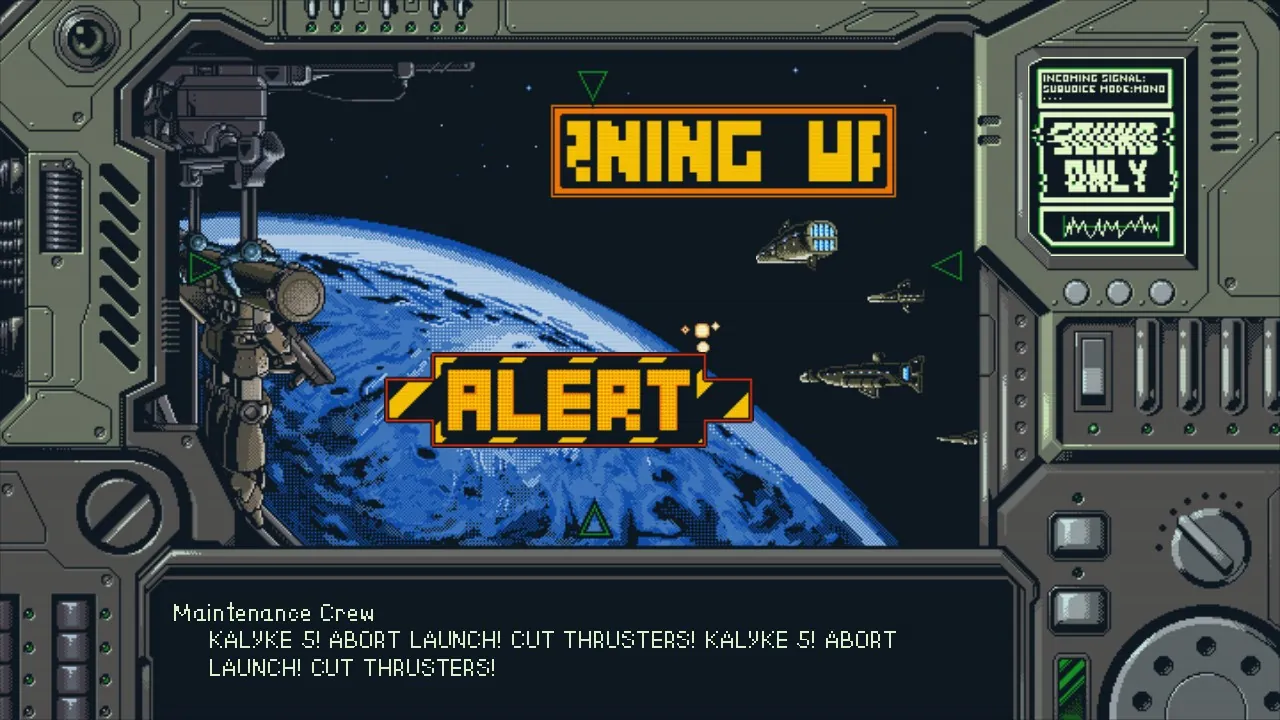 NING UP
INCOMING SIGNAL:
SUBVOICE MODE:MONO
....
SOUND
ONLY
ALERT
Maintenance Crew
KALYKE 5! ABORT LAUNCH! CUT THRUSTERS! KALYKE 5! ABORT
LAUNCH! CUT THRUSTERS!